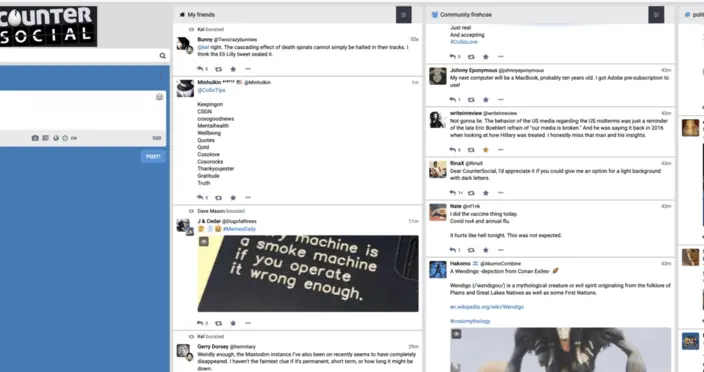 COUNTER
SOCIAL
500
POST!
My friends
Kel boosted
Bunny @Twocrazybunnies
@kel right. The cascading effect of death spirals cannot simply be halted in their tracks. I
think the ES Lilly tweet sealed it.
0
Minholkin
@Minholkin
1m
@CoSoTips
Keepingon
CSGN
cosogoodnews
Mentalhealth
Wellbeing
Quotes
Qotd
Cosolove
Cosorocks
Thankyoujester
Gratitude
Truth
0
Dave Mason boosted
J & Cedar @Dogsfalltrees
11m
#MemesDaily
machine is
a smoke machine
if you operate
it wrong enough.
0
Kel boosted
Gerry Dorsey @hermitary
Weirdly enough, the Mastodon instance I've also been on recently seems to have completely
disappeared. I haven't the faintest clue if it's permanent, short term, or how long it might be
down.
Community firehose
Just real
And accepting
#CoSoLove
0
Johnny Eponymous @johnnyeponymous
43m
My next computer will be a MacBook, probably ten years old. I got Adobe pre-subscription to
use!
1
writeinreview @writeinreview
43m
Not gonna lie. The behavior of the US media regarding the US midterms was just a reminder
of the late Eric Boehlert refrain of "our media is broken." And he was saying it back in 2016
when looking at how Hillary was treated. I honestly miss that man and his insights.
0
RinaX @RinaX
43m
Dear CounterSocial, I'd appreciate it if you could give me an option for a light background
with dark letters.
1+
Nate @nf1nk
43m
I did the vaccine thing today.
Covid no4 and annual flu.
It hurts like hell tonight. This was not expected.
1
Hakomo
@AkomoCombine
43m
A Wendingo -depiction from Conan Exiles-
Wendigo (/wɛndɪɡoʊ/) is a mythological creature or evil spirit originating from the folklore of
Plains and Great Lakes Natives as well as some First Nations.
en.wikipedia.org/wiki/Wendigo
#cosomythology